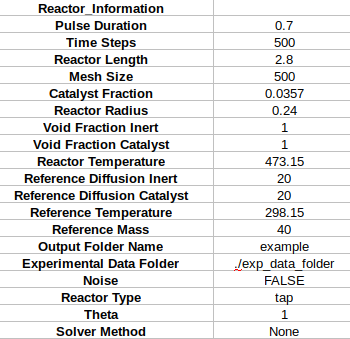 Reactor_Information
Pulse Duration 0.7
Time Steps 500
Reactor Length 2.8
Mesh Size 500
Catalyst Fraction 0.0357
Reactor Radius 0.24
Void Fraction Inert 1
Void Fraction Catalyst 1
Reactor Temperature 473.15
Reference Diffusion Inert 20
Reference Diffusion Catalyst 20
Reference Temperature 298.15
Reference Mass 40
Output Folder Name example
Experimental Data Folder ./exp_data_folder
Noise FALSE
Reactor Type tap
Theta 1
Solver Method None